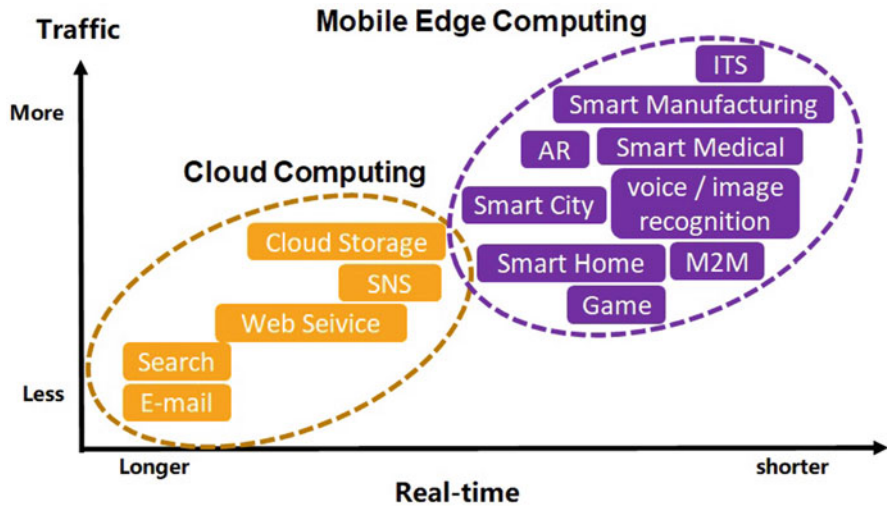 Traffic
Mobile Edge Computing
More
ITS
Smart Manufacturing
AR
Smart Medical
Cloud Computing
Smart City
voice / image
recognition
Cloud Storage
Smart Home
M2M
SNS
Game
Web Seivice
Search
E-mail
Less
Longer
shorter
Real-time